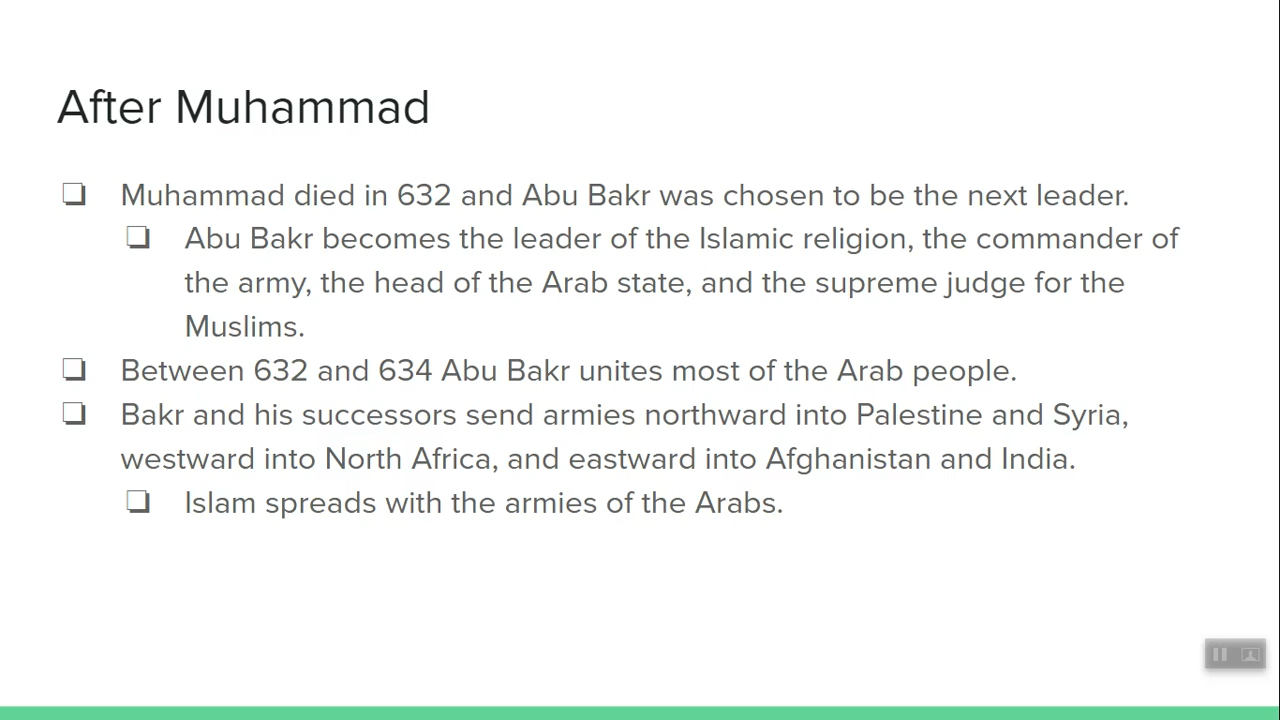 After Muhammad
Muhammad died in 632 and Abu Bakr was chosen to be the next leader.
Abu Bakr becomes the leader of the Islamic religion, the commander of
the army, the head of the Arab state, and the supreme judge for the
Muslims.
Between 632 and 634 Abu Bakr unites most of the Arab people.
Bakr and his successors send armies northward into Palestine and Syria,
westward into North Africa, and eastward into Afghanistan and India.
Islam spreads with the armies of the Arabs.